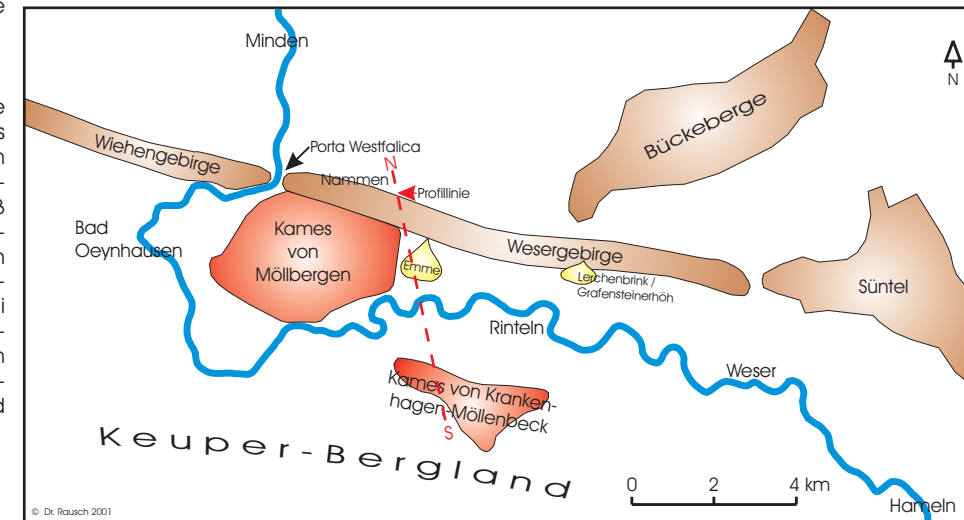 e
e
s
n
-
ß
-
n
-
i
-
n
-
d
Minden
N
Wiehengebirge
Porta Westfalica
N
Nammen
Profillinie
Bückeberge
Bad
Oeynhausen
Kames
von
Möllbergen
Emme
Wesergebirge
Lerchenbrink /
Grafensteinerhöh
Süntel
Rinteln
Weser
Kames von Kranken-
hagen-Möllenbeck
S
Keuper-Bergland
0 2 4 km
Hameln
© Dr. Rausch 2001